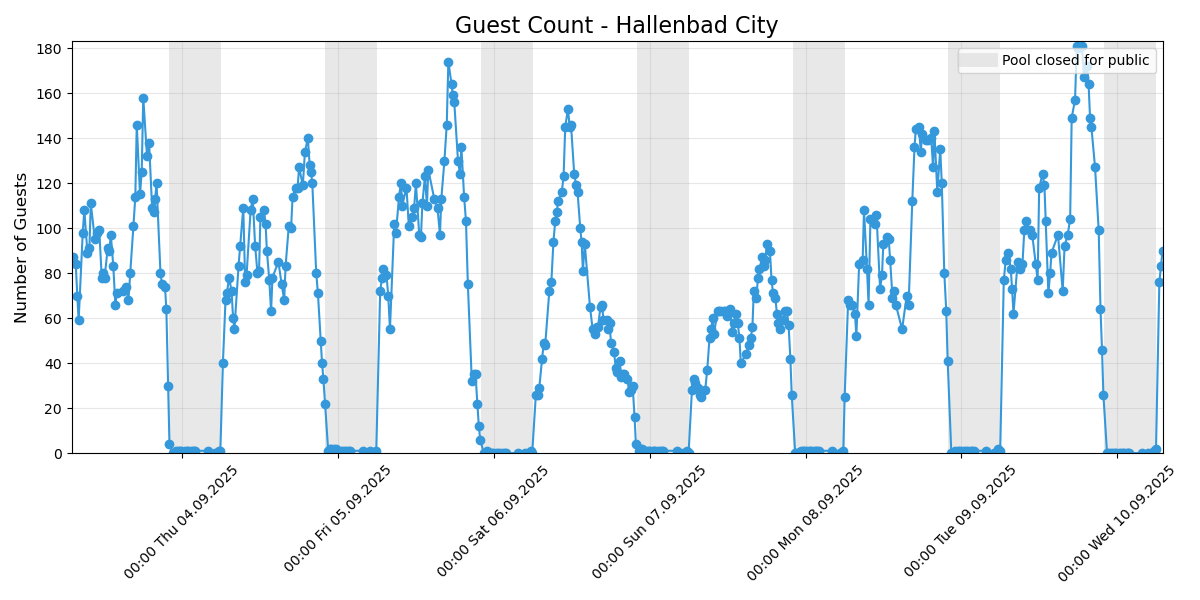 Guest Count - Hallenbad City
Number of Guests
180
160
140
120
100
80
60
40
20
0
Pool closed for public
00:00 Thu 04.09.2025
00:00 Fri 05.09.2025
00:00 Sat 06.09.2025
00:00 Sun 07.09.2025
00:00 Mon 08.09.2025
00:00 Tue 09.09.2025
00:00 Wed 10.09.2025